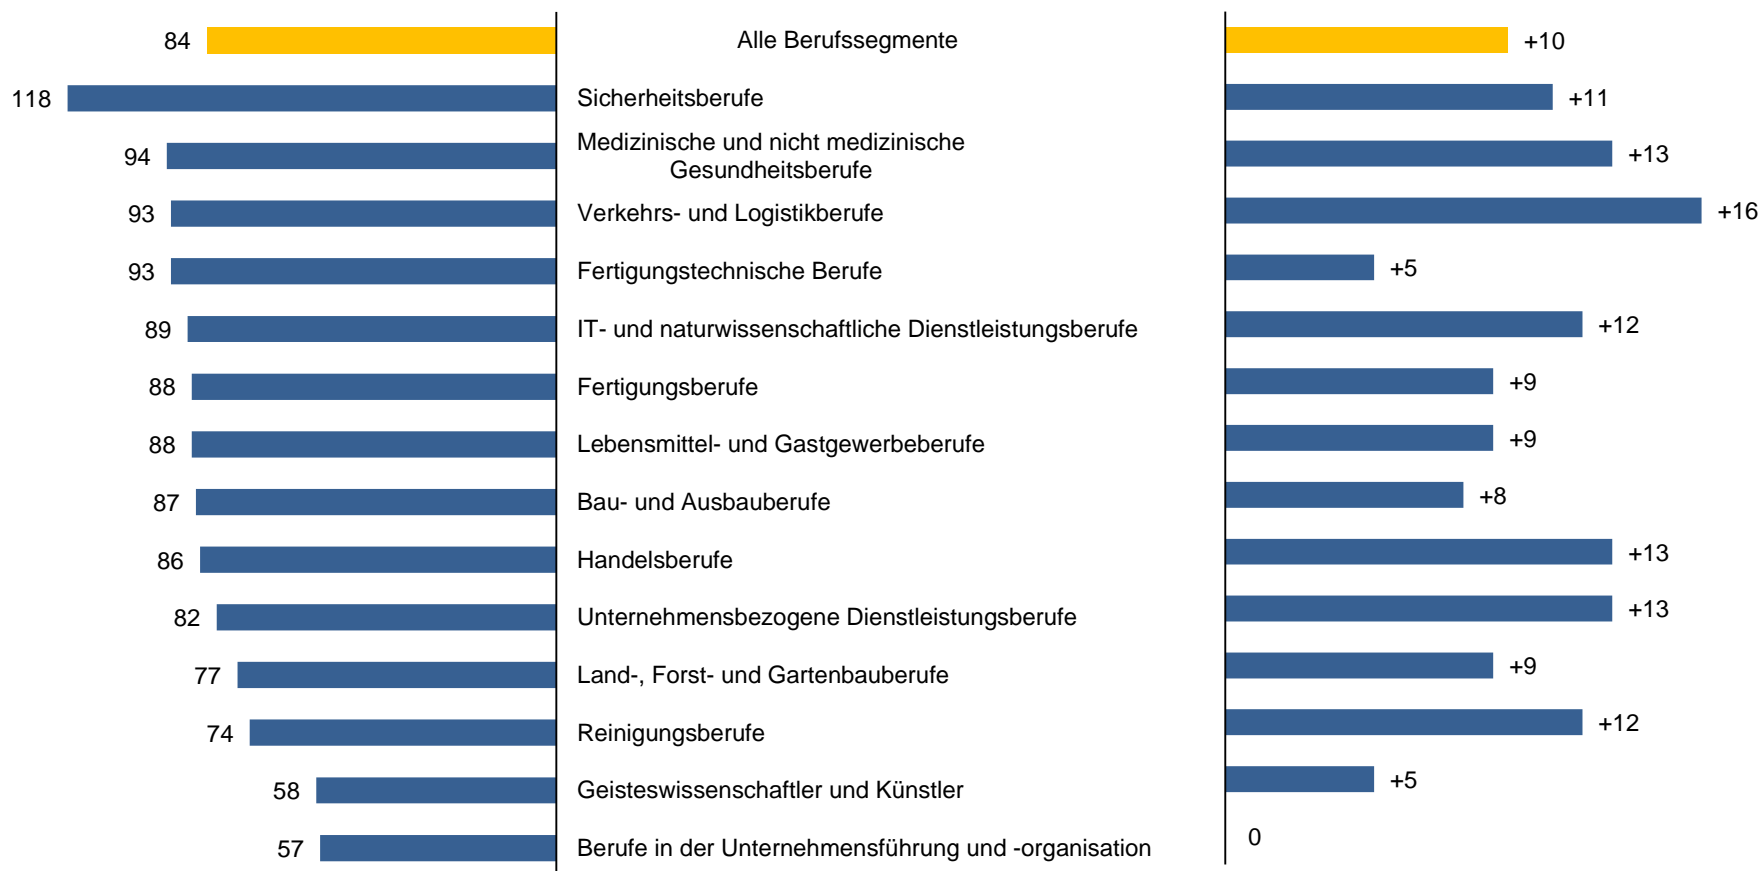 84 Alle Berufssegmente +10
118 Sicherheitsberufe +11
Medizinische und nicht medizinische
94 Gesundheitsberufe +13
93 Verkehrs- und Logistikberufe +16
93 Fertigungstechnische Berufe +5
89 IT- und naturwissenschaftliche Dienstleistungsberufe +12
88 Fertigungsberufe +9
88 Lebensmittel- und Gastgewerbeberufe +9
87 Bau- und Ausbauberufe +8
86 Handelsberufe +13
82 Unternehmensbezogene Dienstleistungsberufe +13
77 Land-, Forst- und Gartenbauberufe +9
74 Reinigungsberufe +12
58 Geisteswissenschaftler und Künstler +5
57 Berufe in der Unternehmensführung und -organisation 0